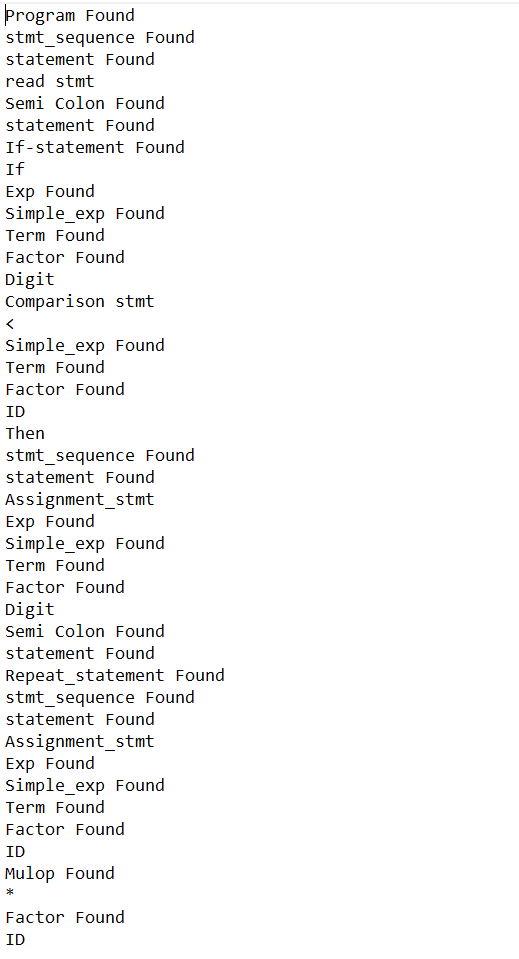 Program Found
stmt_sequence Found
statement Found
read stmt
Semi Colon Found
statement Found
If-statement Found
If
Exp Found
Simple_exp Found
Term Found
Factor Found
Digit
Comparison stmt
<
Simple_exp Found
Term Found
Factor Found
ID
Then
stmt_sequence Found
statement Found
Assignment_stmt
Exp Found
Simple_exp Found
Term Found
Factor Found
Digit
Semi Colon Found
statement Found
Repeat_statement Found
stmt_sequence Found
statement Found
Assignment_stmt
Exp Found
Simple_exp Found
Term Found
Factor Found
ID
Mulop Found
*
Factor Found
ID